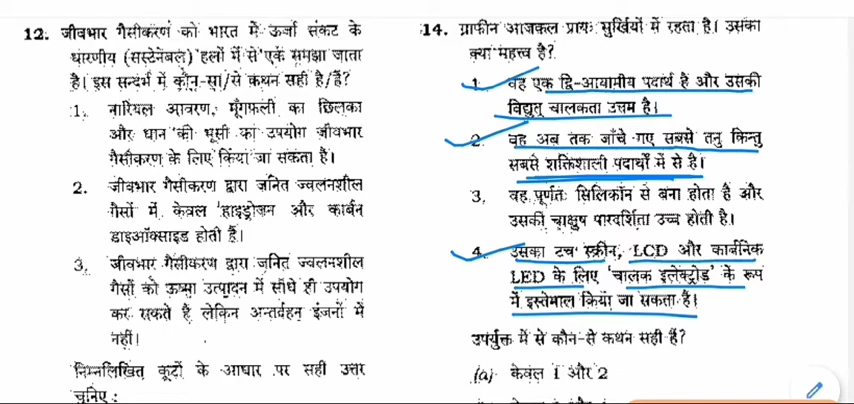 12. जीवभार गैसीकरण को भारत में ऊर्जा संकट के
धारणीय (सस्टेनेबल) हलों में से एक समझा जाता
है। इस सन्दर्भ में कौन-सा/से कथन सही है/हैं?
1. नारियल आवरण, मूँगफली का छिलका
और धान की भूसी का उपयोग जीवभार
गैसीकरण के लिए किया जा सकता है।
2. जीवभार गैसीकरण द्वारा जनित ज्वलनशील
गैसों में केवल हाइड्रोजन और कार्बन
डाइऑक्साइड होती हैं।
3. जीवभार गैसीकरण द्वारा जनित ज्वलनशील
गैसों को ऊष्मा उत्पादन में सीधे ही उपयोग
कर सकते हैं लेकिन अन्तर्दहन इंजनों में
नहीं।
निम्नलिखित कूटों के आधार पर सही उत्तर
चुनिए :
14. ग्राफीन आजकल प्रायः सुर्खियों में रहता है। उसका
क्या महत्त्व है?
1. वह एक द्वि-आयामीय पदार्थ है और उसकी
विद्युत् चालकता उत्तम है।
2. वह अब तक जाँचे गए सबसे तनु किन्तु
सबसे शक्तिशाली पदार्थों में से है।
3. वह पूर्णतः सिलिकॉन से बना होता है और
उसकी चाक्षुष पारदर्शिता उच्च होती है।
4. उसका टच स्क्रीन, LCD और कार्बनिक
LED के लिए 'चालक इलेक्ट्रोड' के रूप
में इस्तेमाल किया जा सकता है।
उपर्युक्त में से कौन-से कथन सही हैं?
(a) केवल 1 और 2